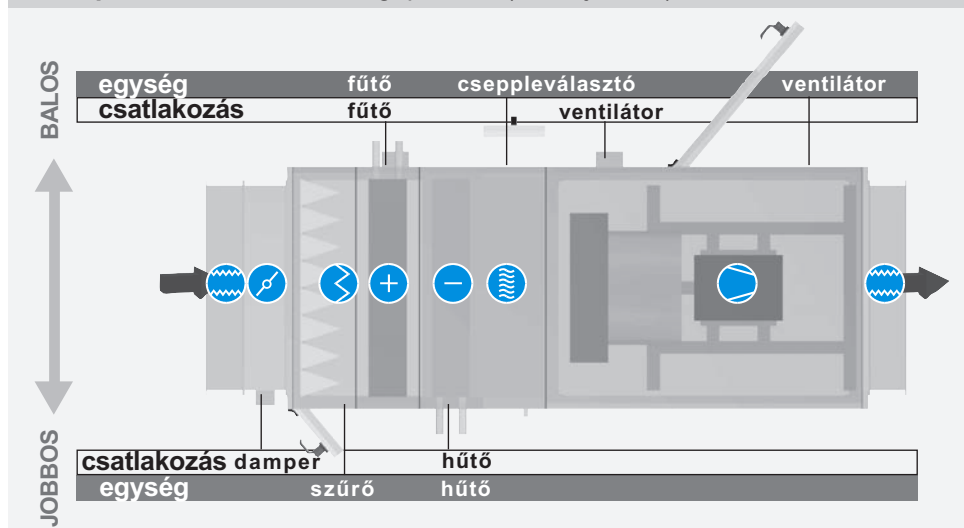 BALOS
egység fűtő cseppleválasztó ventilátor
csatlakozás fűtő ventilátor
JOBBOS
csatlakozás damper hűtő
egység szűrő hűtő